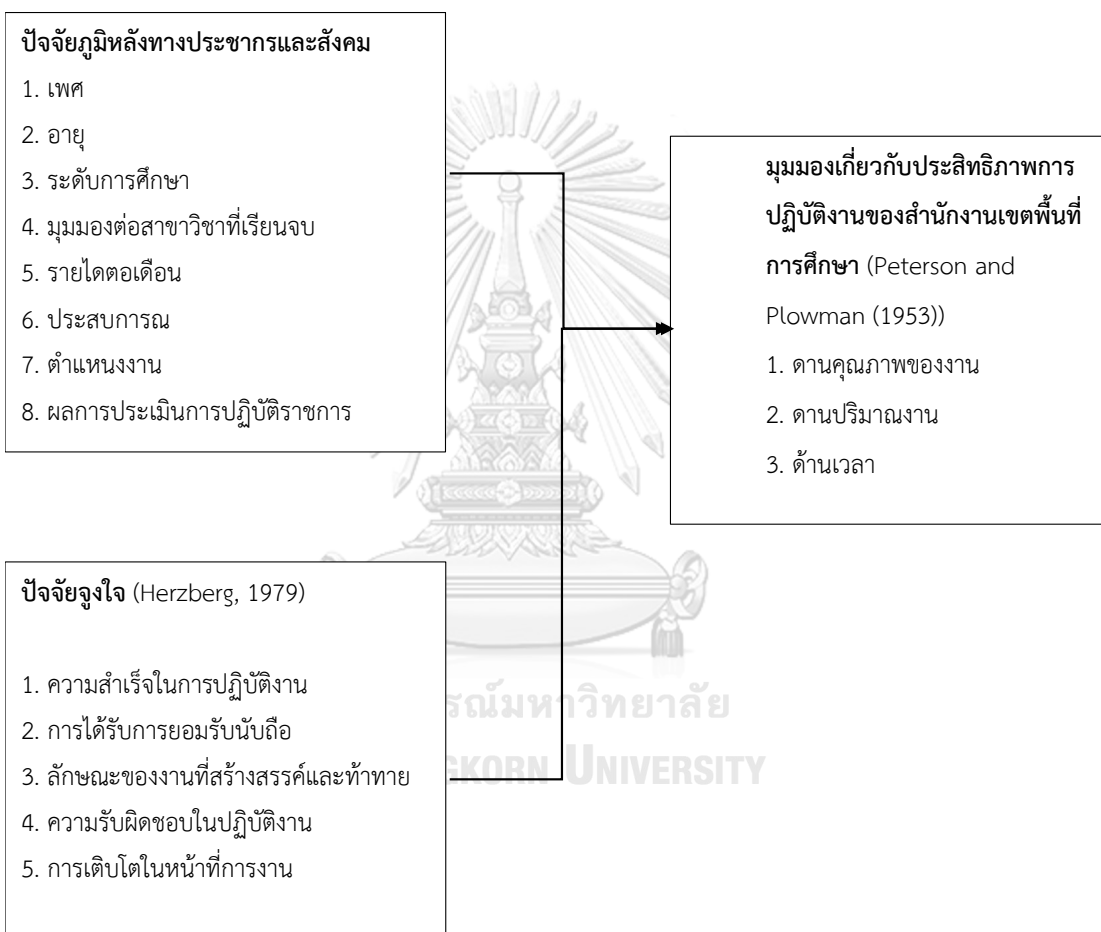 ปัจจัยภูมิหลังทางประชากรและสังคม
1. เพศ
2. อายุ
3. ระดับการศึกษา
4. มุมมองต่อสาขาวิชาที่เรียนจบ
5. รายไดตอเดือน
6. ประสบการณ
7. ตำแหนงงาน
8. ผลการประเมินการปฏิบัติราชการ
มุมมองเกี่ยวกับประสิทธิภาพการ
ปฏิบัติงานของสำนักงานเขตพื้นที่
การศึกษา (Peterson and
Plowman (1953))
1. ดานคุณภาพของงาน
2. ดานปริมาณงาน
3. ด้านเวลา
ปัจจัยจูงใจ (Herzberg, 1979)
1. ความสำเร็จในการปฏิบัติงาน
2. การได้รับการยอมรับนับถือ
3. ลักษณะของงานที่สร้างสรรค์และท้าทาย
4. ความรับผิดชอบในปฏิบัติงาน
5. การเติบโตในหน้าที่การงาน
รณ์มหาวิทยาลัย
GKORN UNIVERSITY